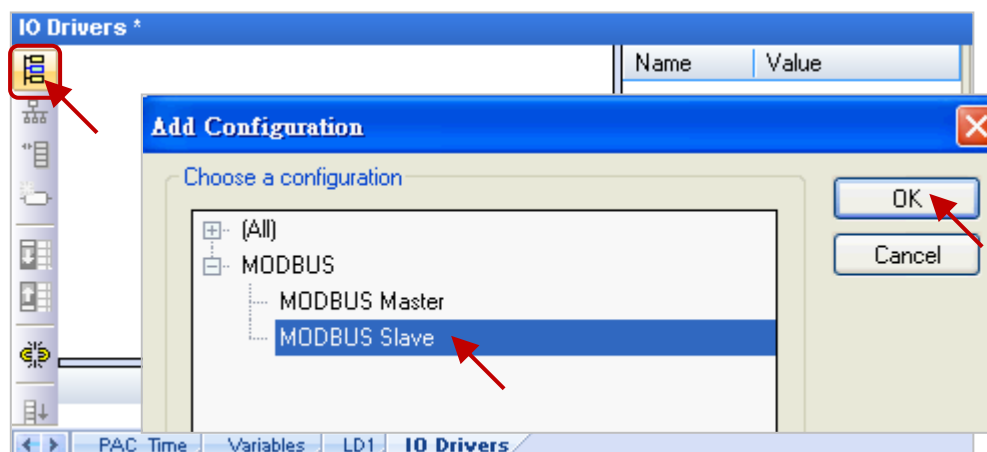 IO Drivers *
Name Value
Add Configuration
Choose a configuration
OK
(All)
Cancel
MODBUS
MODBUS Master
MODBUS Slave
PAC_Time Variables LD1 IO Drivers